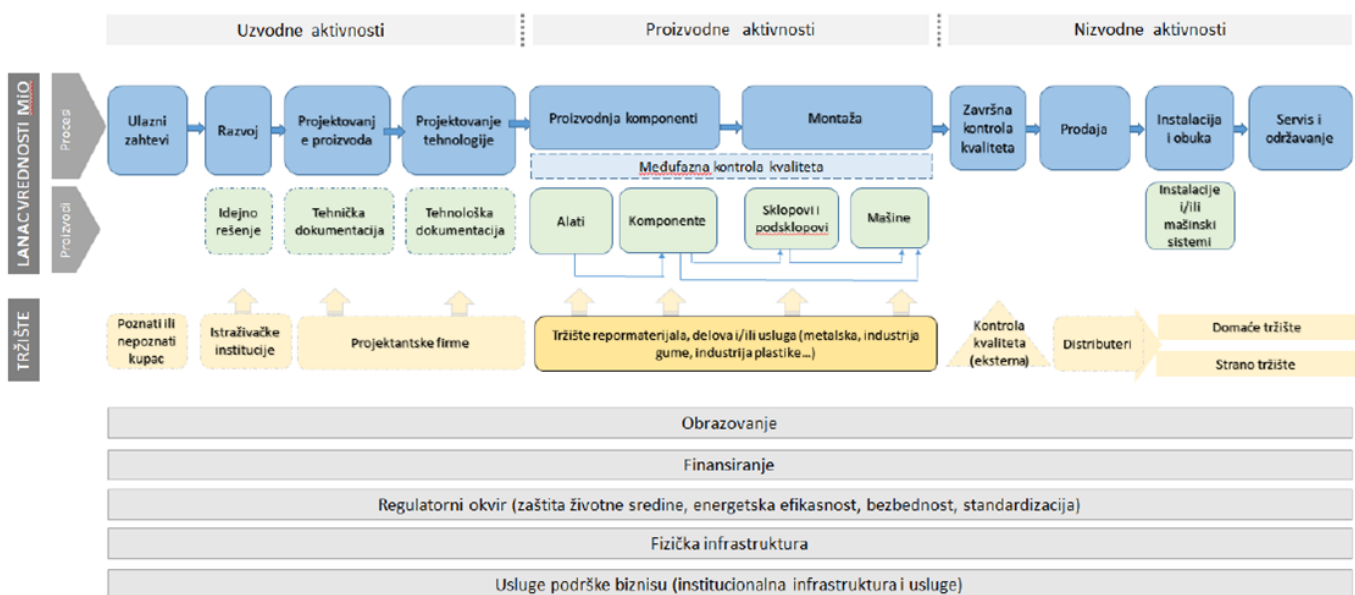 Uzvodne aktivnosti
Proizvodne aktivnosti
Nizvodne aktivnosti
LANAC VREDNOSTI MiO
Procesi
Ulazni
zahtevi
Razvoj
Projektovanj
e proizvoda
Projektovanje
tehnologije
Proizvodnja komponenti
Montaža
Završna
kontrola
kvaliteta
Prodaja
Instalacija
i obuka
Servis i
održavanje
Međufazna kontrola kvaliteta
Proizvodi
Idejno
rešenje
Tehnička
dokumentacija
Tehnološka
dokumentacija
Alati
Komponente
Sklopovi i
podsklopovi
Mašine
Instalacije
i/ili
mašinski
sistemi
TRŽIŠTE
Poznati ili
nepoznati
kupac
Istraživačke
institucije
Projektantske firme
Tržište repormaterijala, delova i/ili usluga (metalska, industrija
gume, industrija plastike...)
Kontrola
kvaliteta
(eksterna)
Distributeri
Domaće tržište
Strano tržište
Obrazovanje
Finansiranje
Regulatorni okvir (zaštita životne sredine, energetska efikasnost, bezbednost, standardizacija)
Fizička infrastruktura
Usluge podrške biznisu (institucionalna infrastruktura i usluge)